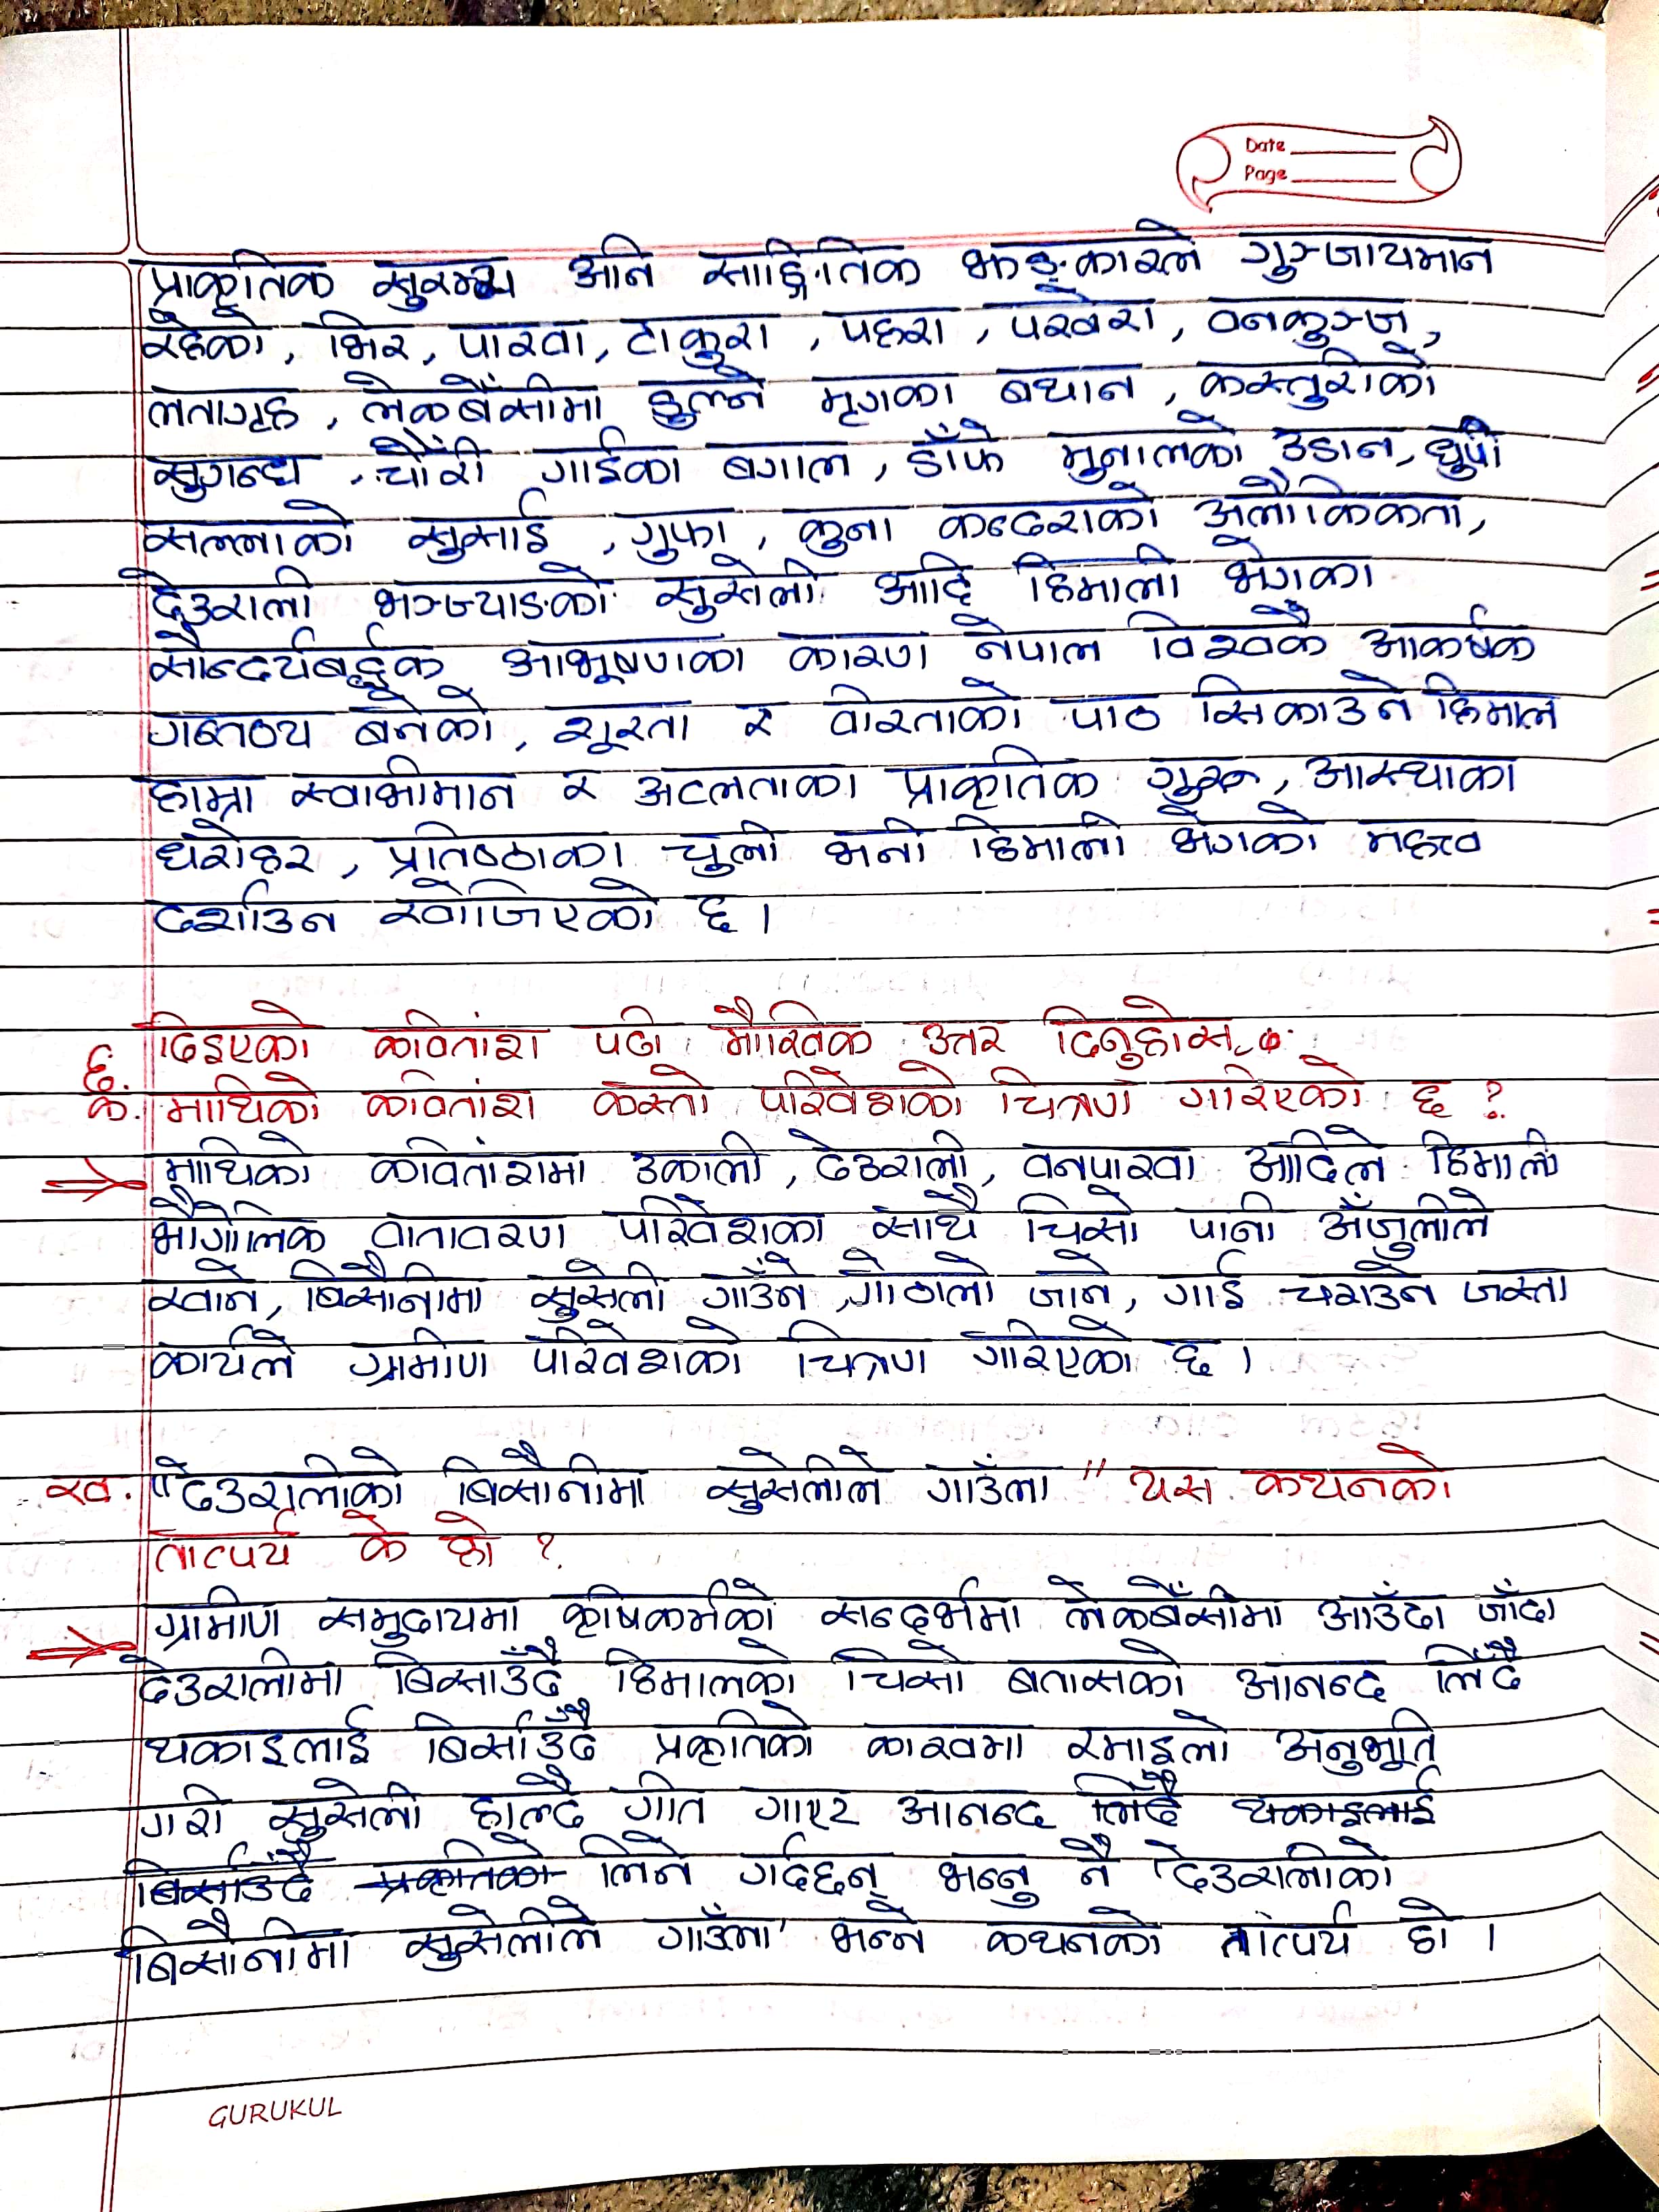 Date
Page
प्राकृतिक सुरम्य अनि साङ्गितिक झङ्कारले गुञ्जायमान
रहेको, भिर, पाखा, टाकुरा, पहरा, पखेरा, वनकुञ्ज,
लतागृह, लेकबेँसीमा डुल्ने मृगका बथान, कस्तुरीको
सुगन्ध, चौँरी गाईका बगाल, डाँफे मुनालको उडान, धुपी
सल्लाको सुसाई, गुफा, कुना कन्दराको अलौकिकता,
देउराली भञ्ज्याङको सुसेली आदि हिमाली भेगका
सौन्दर्यबर्द्धक आभूषणका कारण नेपाल विश्वकै आकर्षक
गन्तव्य बनेको, शूरता र वीरताको पाठ सिकाउने हिमाल
हाम्रा स्वाभीमान र अटलताका प्राकृतिक गुरु, आस्थाका
धरोहर, प्रतिष्ठाका चुली भनी हिमाली भेगको महत्व
दर्साउन खोजिएको छ ।
६. दिइएको कवितांश पढी मौखिक उत्तर दिनुहोस्
क. माथिको कवितांश कस्तो परिवेशको चित्रण गरिएको छ ?
माथिको कवितांशमा उकाली, देउराली, वनपाखा आदिले हिमाली
भौगोलिक वातावरण परिवेशका साथै चिसो पानी अँजुलीले
खाने, बिसौनीमा सुसेली गाउँने, गोठालो जाने, गाई चराउने जस्ता
कार्यले ग्रामीण परिवेशको चित्रण गरिएको छ ।
ख. "देउरालीको बिसौनीमा सुसेलीले गाउँला" यस कथनको
तात्पर्य के हो ?
ग्रामीण समुदायमा कृषिकर्मको सन्दर्भमा लेकबेँसीमा आउँदा जाँदा
देउरालीमा बिसाउँदै हिमालको चिसो बतासको आनन्द लिँदै
थकाइलाई बिर्साउँदै प्रकृतिको काखमा रमाइलो अनुभूति
गरी सुसेली हाल्दै गीत गाएर आनन्द लिँदै थकाइलाई
बिर्साउँदै प्रकृतिको लिने गर्दछन् भन्नु नै 'देउरालीको
बिसौनीमा सुसेलीले गाउँला' भन्ने कथनको तात्पर्य हो ।
GURUKUL